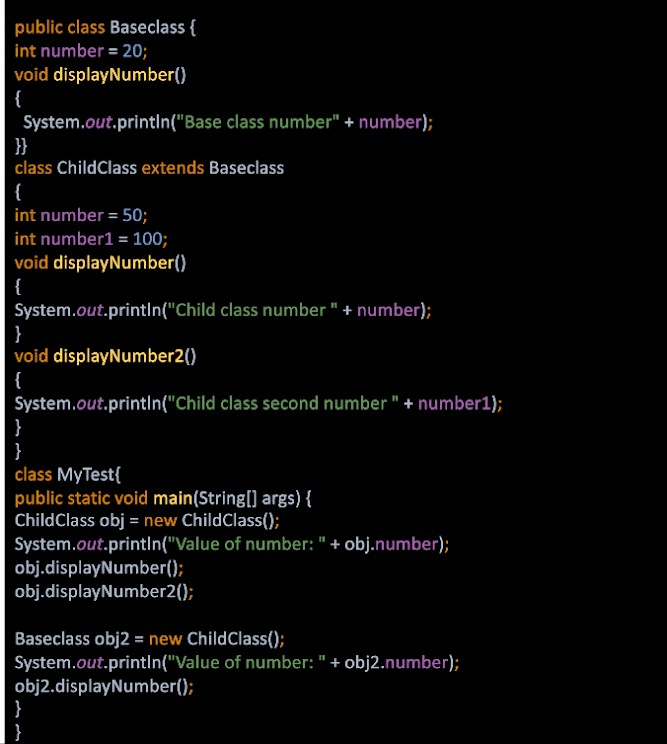 public class Baseclass {
int number = 20;
void displayNumber()
{
System.out.println("Base class number" + number);
}}
class ChildClass extends Baseclass
{
int number = 50;
int number1 = 100;
void displayNumber()
{
System.out.println("Child class number " + number);
}
void displayNumber2()
{
System.out.println("Child class second number " + number1);
}
}
class MyTest{
public static void main(String[] args) {
ChildClass obj = new ChildClass();
System.out.println("Value of number: " + obj.number);
obj.displayNumber();
obj.displayNumber2();
Baseclass obj2 = new ChildClass();
System.out.println("Value of number: " + obj2.number);
obj2.displayNumber();
}
}